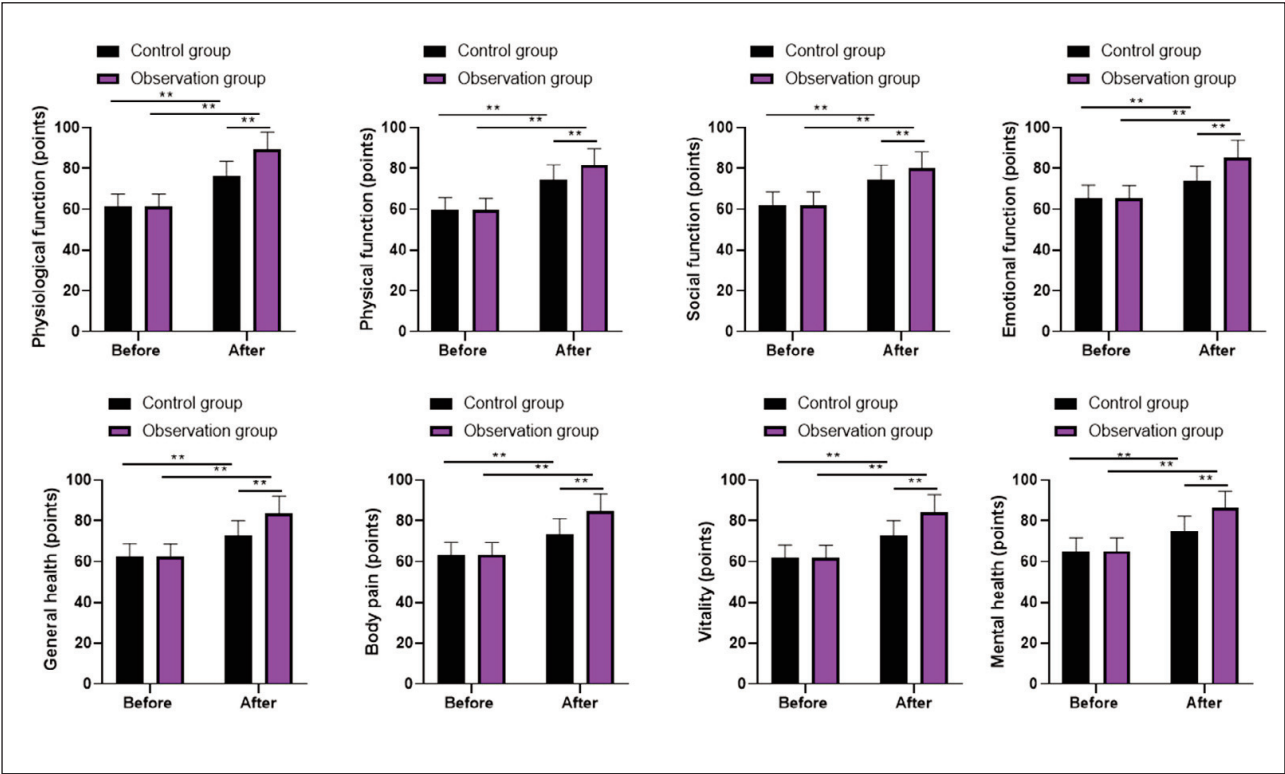 Control group
Observation group
**
**
**
Physiological function (points)
100
80
60
40
20
0
Before After
Control group
Observation group
**
**
**
Physical function (points)
100
80
60
40
20
0
Before After
Control group
Observation group
**
**
**
Social function (points)
100
80
60
40
20
0
Before After
Control group
Observation group
**
**
**
Emotional function (points)
100
80
60
40
20
0
Before After
Control group
Observation group
**
**
**
General health (points)
100
80
60
40
20
0
Before After
Control group
Observation group
**
**
**
Body pain (points)
100
80
60
40
20
0
Before After
Control group
Observation group
**
**
**
Vitality (points)
100
80
60
40
20
0
Before After
Control group
Observation group
**
**
**
Mental health (points)
100
80
60
40
20
0
Before After